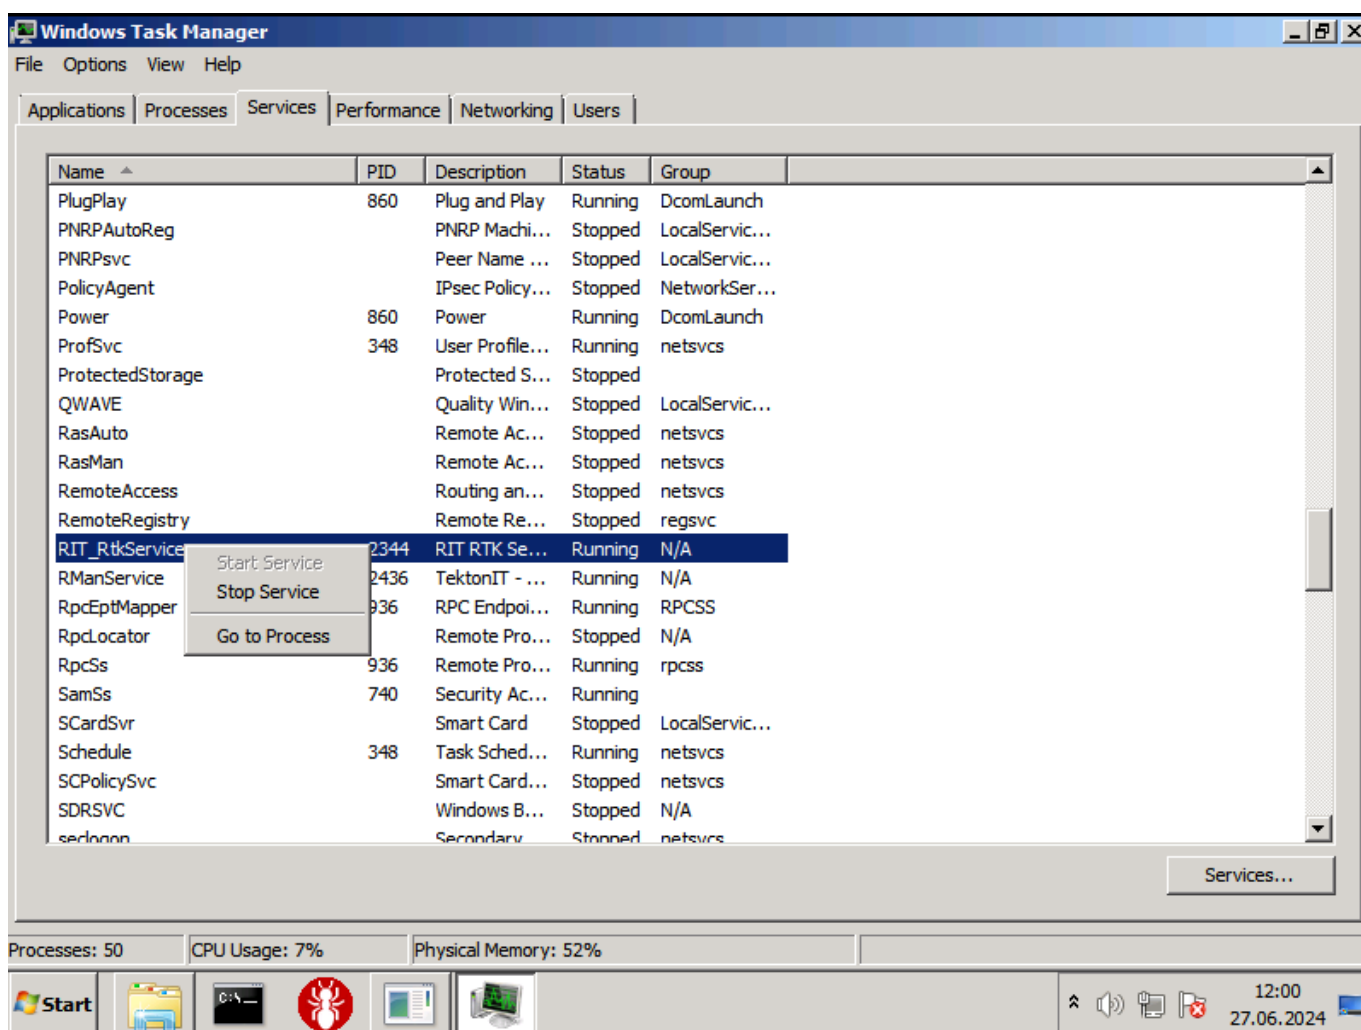 Windows Task Manager
File Options View Help
Applications Processes Services Performance Networking Users
Name PID Description Status Group
PlugPlay 860 Plug and Play Running DcomLaunch
PNRPAutoReg PNRP Machi... Stopped LocalServic...
PNRPsvc Peer Name ... Stopped LocalServic...
PolicyAgent IPsec Policy... Stopped NetworkSer...
Power 860 Power Running DcomLaunch
ProfSvc 348 User Profile... Running netsvcs
ProtectedStorage Protected S... Stopped
QWAVE Quality Win... Stopped LocalServic...
RasAuto Remote Ac... Stopped netsvcs
RasMan Remote Ac... Stopped netsvcs
RemoteAccess Routing an... Stopped netsvcs
RemoteRegistry Remote Re... Stopped regsvc
RIT_RtkService 2344 RIT RTK Se... Running N/A
Start Service
RManService 2436 TektonIT - ... Running N/A
Stop Service
RpcEptMapper 936 RPC Endpoi... Running RPCSS
RpcLocator Go to Process Remote Pro... Stopped N/A
RpcSs 936 Remote Pro... Running rpcss
SamSs 740 Security Ac... Running
SCardSvr Smart Card Stopped LocalServic...
Schedule 348 Task Sched... Running netsvcs
SCPolicySvc Smart Card... Stopped netsvcs
SDRSVC Windows B... Stopped N/A
seclogon Secondary Stopped netsvcs
Services...
Processes: 50 CPU Usage: 7% Physical Memory: 52%
Start C:\ 12:00
27.06.2024